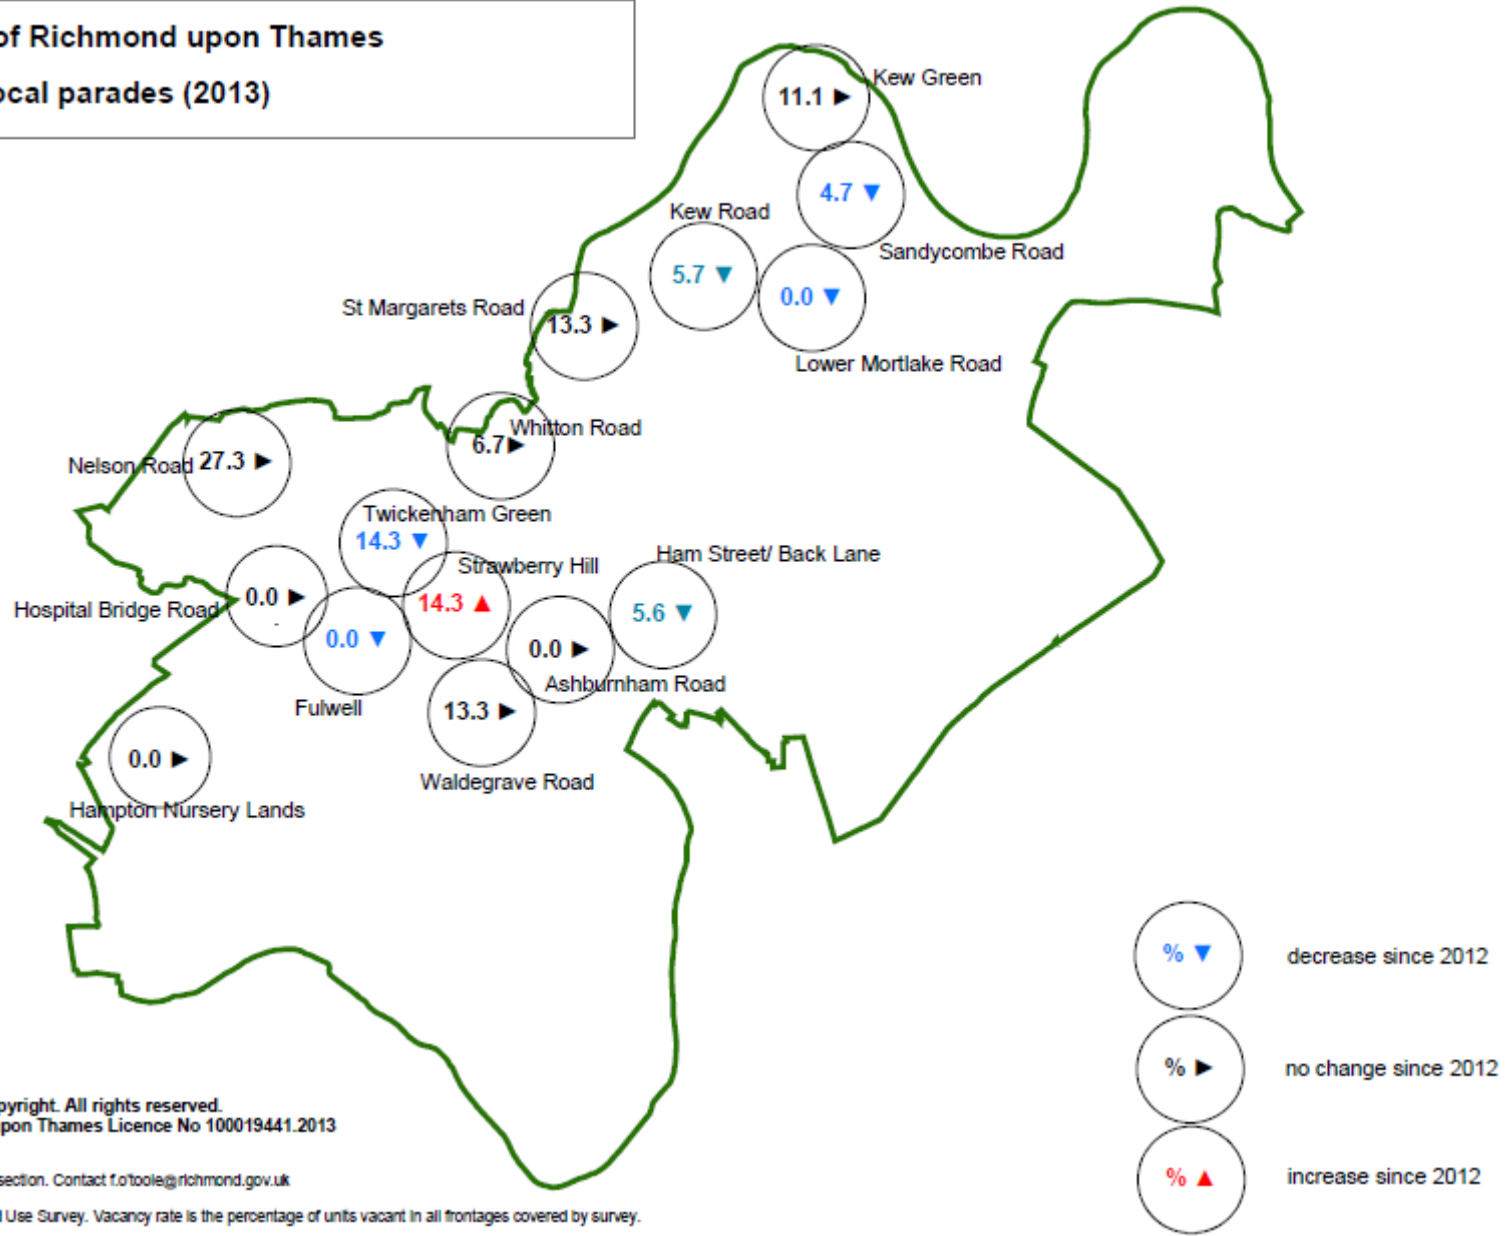 of Richmond upon Thames
ocal parades (2013)
Kew Green
11.1 ►
4.7 ▼
Kew Road
Sandycombe Road
5.7 ▼
0.0 ▼
St Margarets Road
13.3 ►
Lower Mortlake Road
Whitton Road
6.7 ►
Nelson Road
27.3 ►
Twickenham Green
14.3 ▼
Ham Street/ Back Lane
Strawberry Hill
14.3 ▲
0.0 ►
Hospital Bridge Road
5.6 ▼
0.0 ▼
0.0 ►
Ashburnham Road
Fulwell
13.3 ►
0.0 ►
Waldegrave Road
Hampton Nursery Lands
% ▼ decrease since 2012
% ► no change since 2012
% ▲ increase since 2012
pyright. All rights reserved.
upon Thames Licence No 100019441.2013
section. Contact f.o'toole@richmond.gov.uk
l Use Survey. Vacancy rate is the percentage of units vacant in all frontages covered by survey.